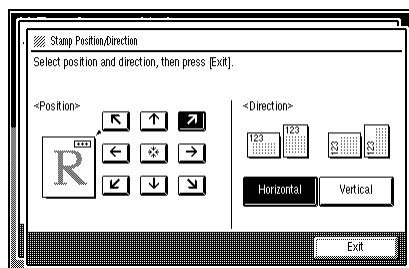 Stamp Position/Direction
Select position and direction, then press [Exit].
<Position>
<Direction>
R
123
123
123
123
Horizontal
Vertical
Exit